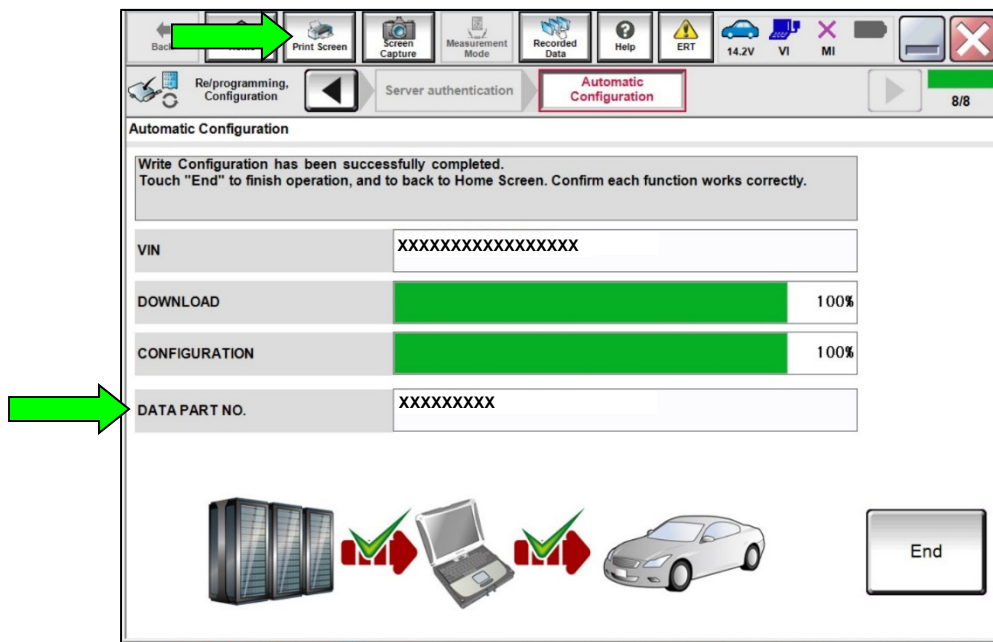 Back
Print Screen
Screen
Capture
Measurement
Mode
Recorded
Data
Help
ERT
14.2V
VI
MI
Re/programming,
Configuration
Server authentication
Automatic
Configuration
8/8
Automatic Configuration
Write Configuration has been successfully completed.
Touch "End" to finish operation, and to back to Home Screen. Confirm each function works correctly.
VIN
XXXXXXXXXXXXXXXXX
DOWNLOAD
100%
CONFIGURATION
100%
DATA PART NO.
XXXXXXXXX
End